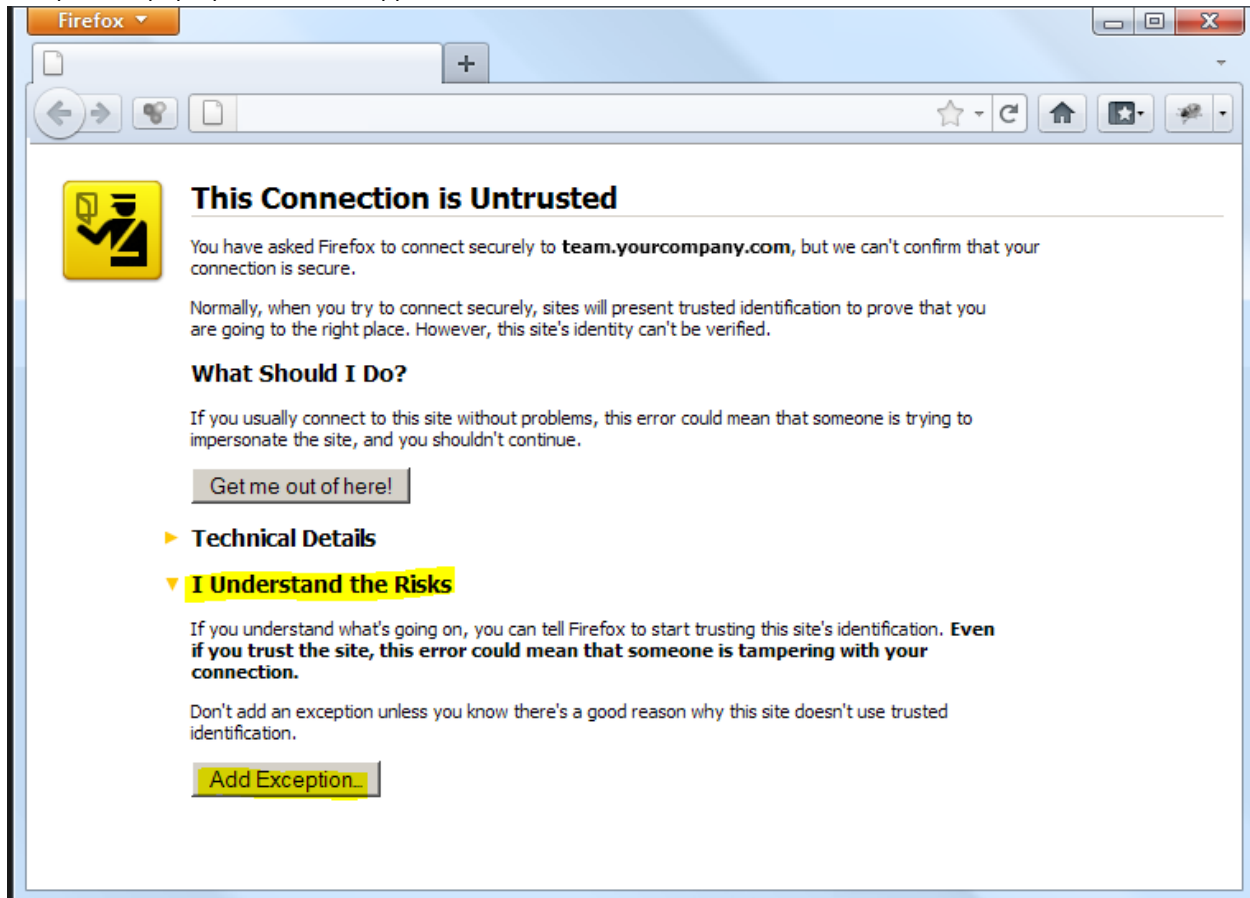 Firefox
This Connection is Untrusted
You have asked Firefox to connect securely to team.yourcompany.com, but we can't confirm that your
connection is secure.
Normally, when you try to connect securely, sites will present trusted identification to prove that you
are going to the right place. However, this site's identity can't be verified.
What Should I Do?
If you usually connect to this site without problems, this error could mean that someone is trying to
impersonate the site, and you shouldn't continue.
Get me out of here!
Technical Details
I Understand the Risks
If you understand what's going on, you can tell Firefox to start trusting this site's identification. Even
if you trust the site, this error could mean that someone is tampering with your
connection.
Don't add an exception unless you know there's a good reason why this site doesn't use trusted
identification.
Add Exception…